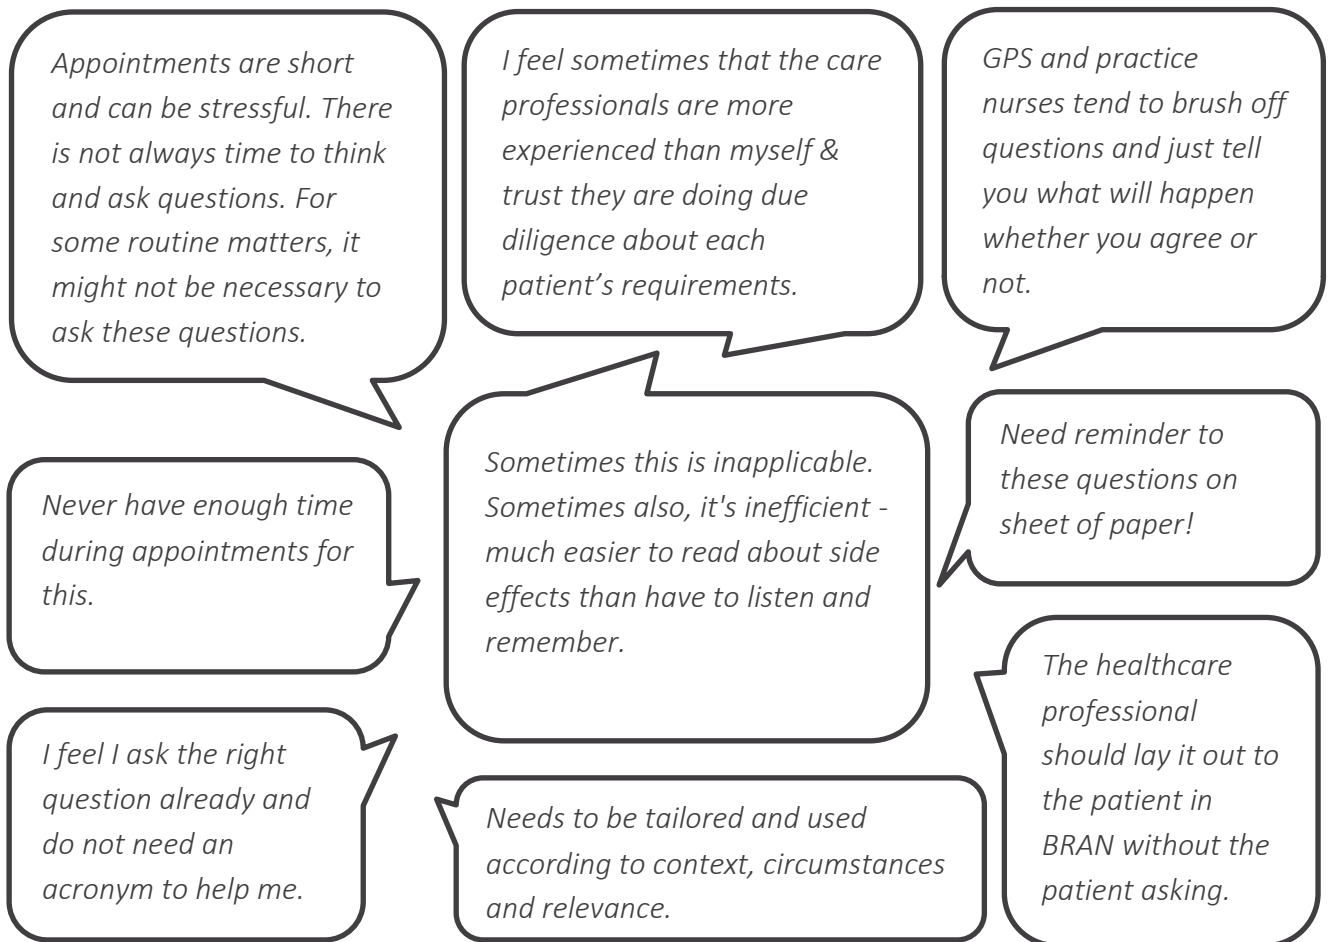 Appointments are short
and can be stressful. There
is not always time to think
and ask questions. For
some routine matters, it
might not be necessary to
ask these questions.
I feel sometimes that the care
professionals are more
experienced than myself &
trust they are doing due
diligence about each
patient’s requirements.
GPS and practice
nurses tend to brush off
questions and just tell
you what will happen
whether you agree or
not.
Never have enough time
during appointments for
this.
Sometimes this is inapplicable.
Sometimes also, it's inefficient -
much easier to read about side
effects than have to listen and
remember.
Need reminder to
these questions on
sheet of paper!
I feel I ask the right
question already and
do not need an
acronym to help me.
Needs to be tailored and used
according to context, circumstances
and relevance.
The healthcare
professional
should lay it out to
the patient in
BRAN without the
patient asking.